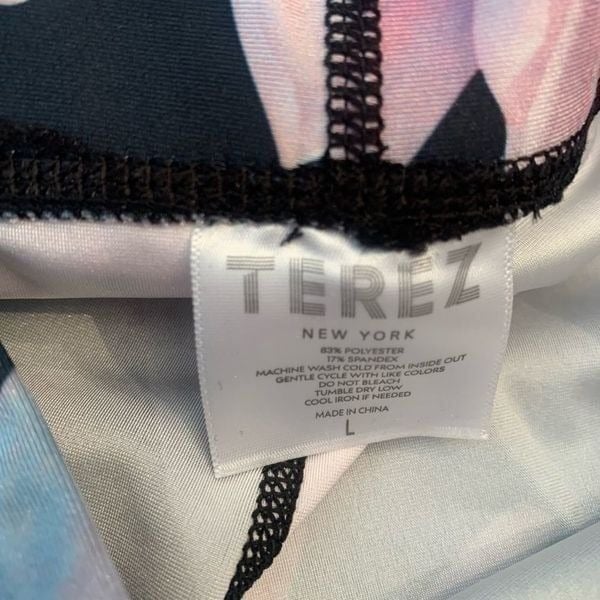 TEREZ
NEW YORK
83% POLYESTER
17% SPANDEX
MACHINE WASH COLD FROM INSIDE OUT
GENTLE CYCLE WITH LIKE COLORS
DO NOT BLEACH
TUMBLE DRY LOW
COOL IRON IF NEEDED
MADE IN CHINA
L